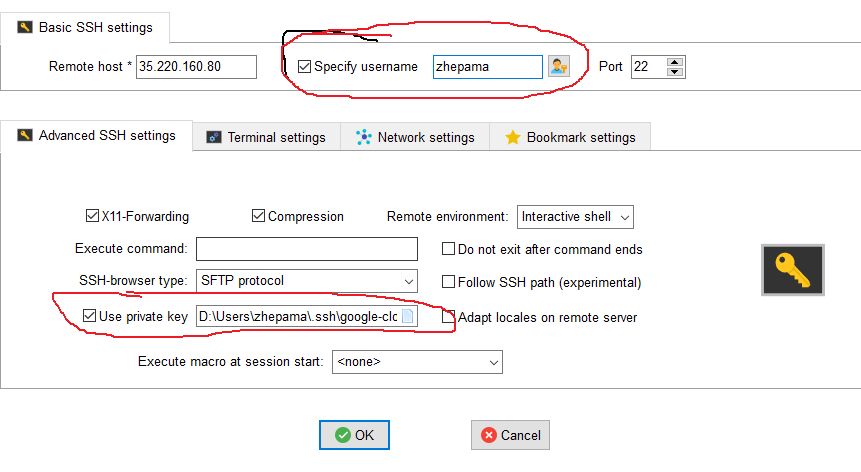 Basic SSH settings
Remote host * 35.220.160.80 Specify username zhepama Port 22
Advanced SSH settings Terminal settings Network settings Bookmark settings
X11-Forwarding Compression Remote environment: Interactive shell
Execute command: Do not exit after command ends
SSH-browser type: SFTP protocol Follow SSH path (experimental)
Use private key D:\Users\zhepama\.ssh\google-clo Adapt locales on remote server
Execute macro at session start: <none>
OK Cancel